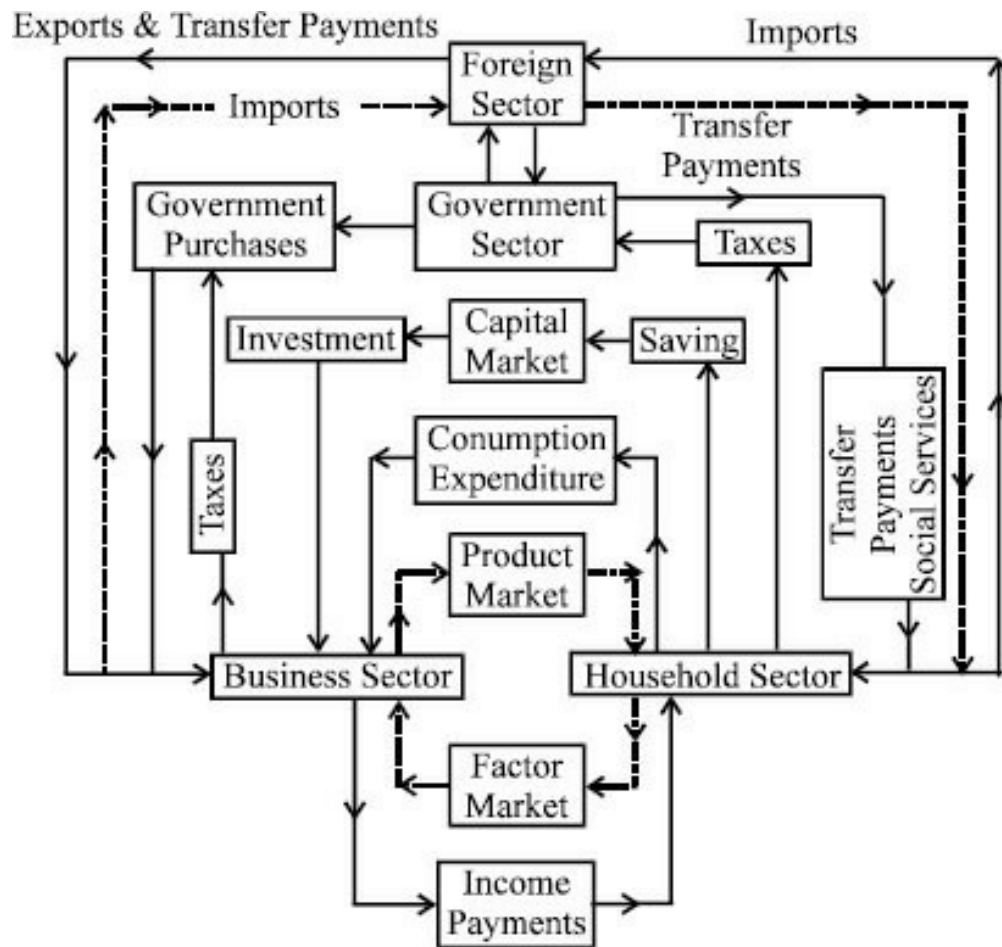 Exports & Transfer Payments
Imports
Foreign
Sector
Imports
Transfer
Payments
Government
Purchases
Government
Sector
Taxes
Investment
Capital
Market
Saving
Conumption
Expenditure
Taxes
Transfer
Payments
Social Services
Product
Market
Business Sector
Household Sector
Factor
Market
Income
Payments